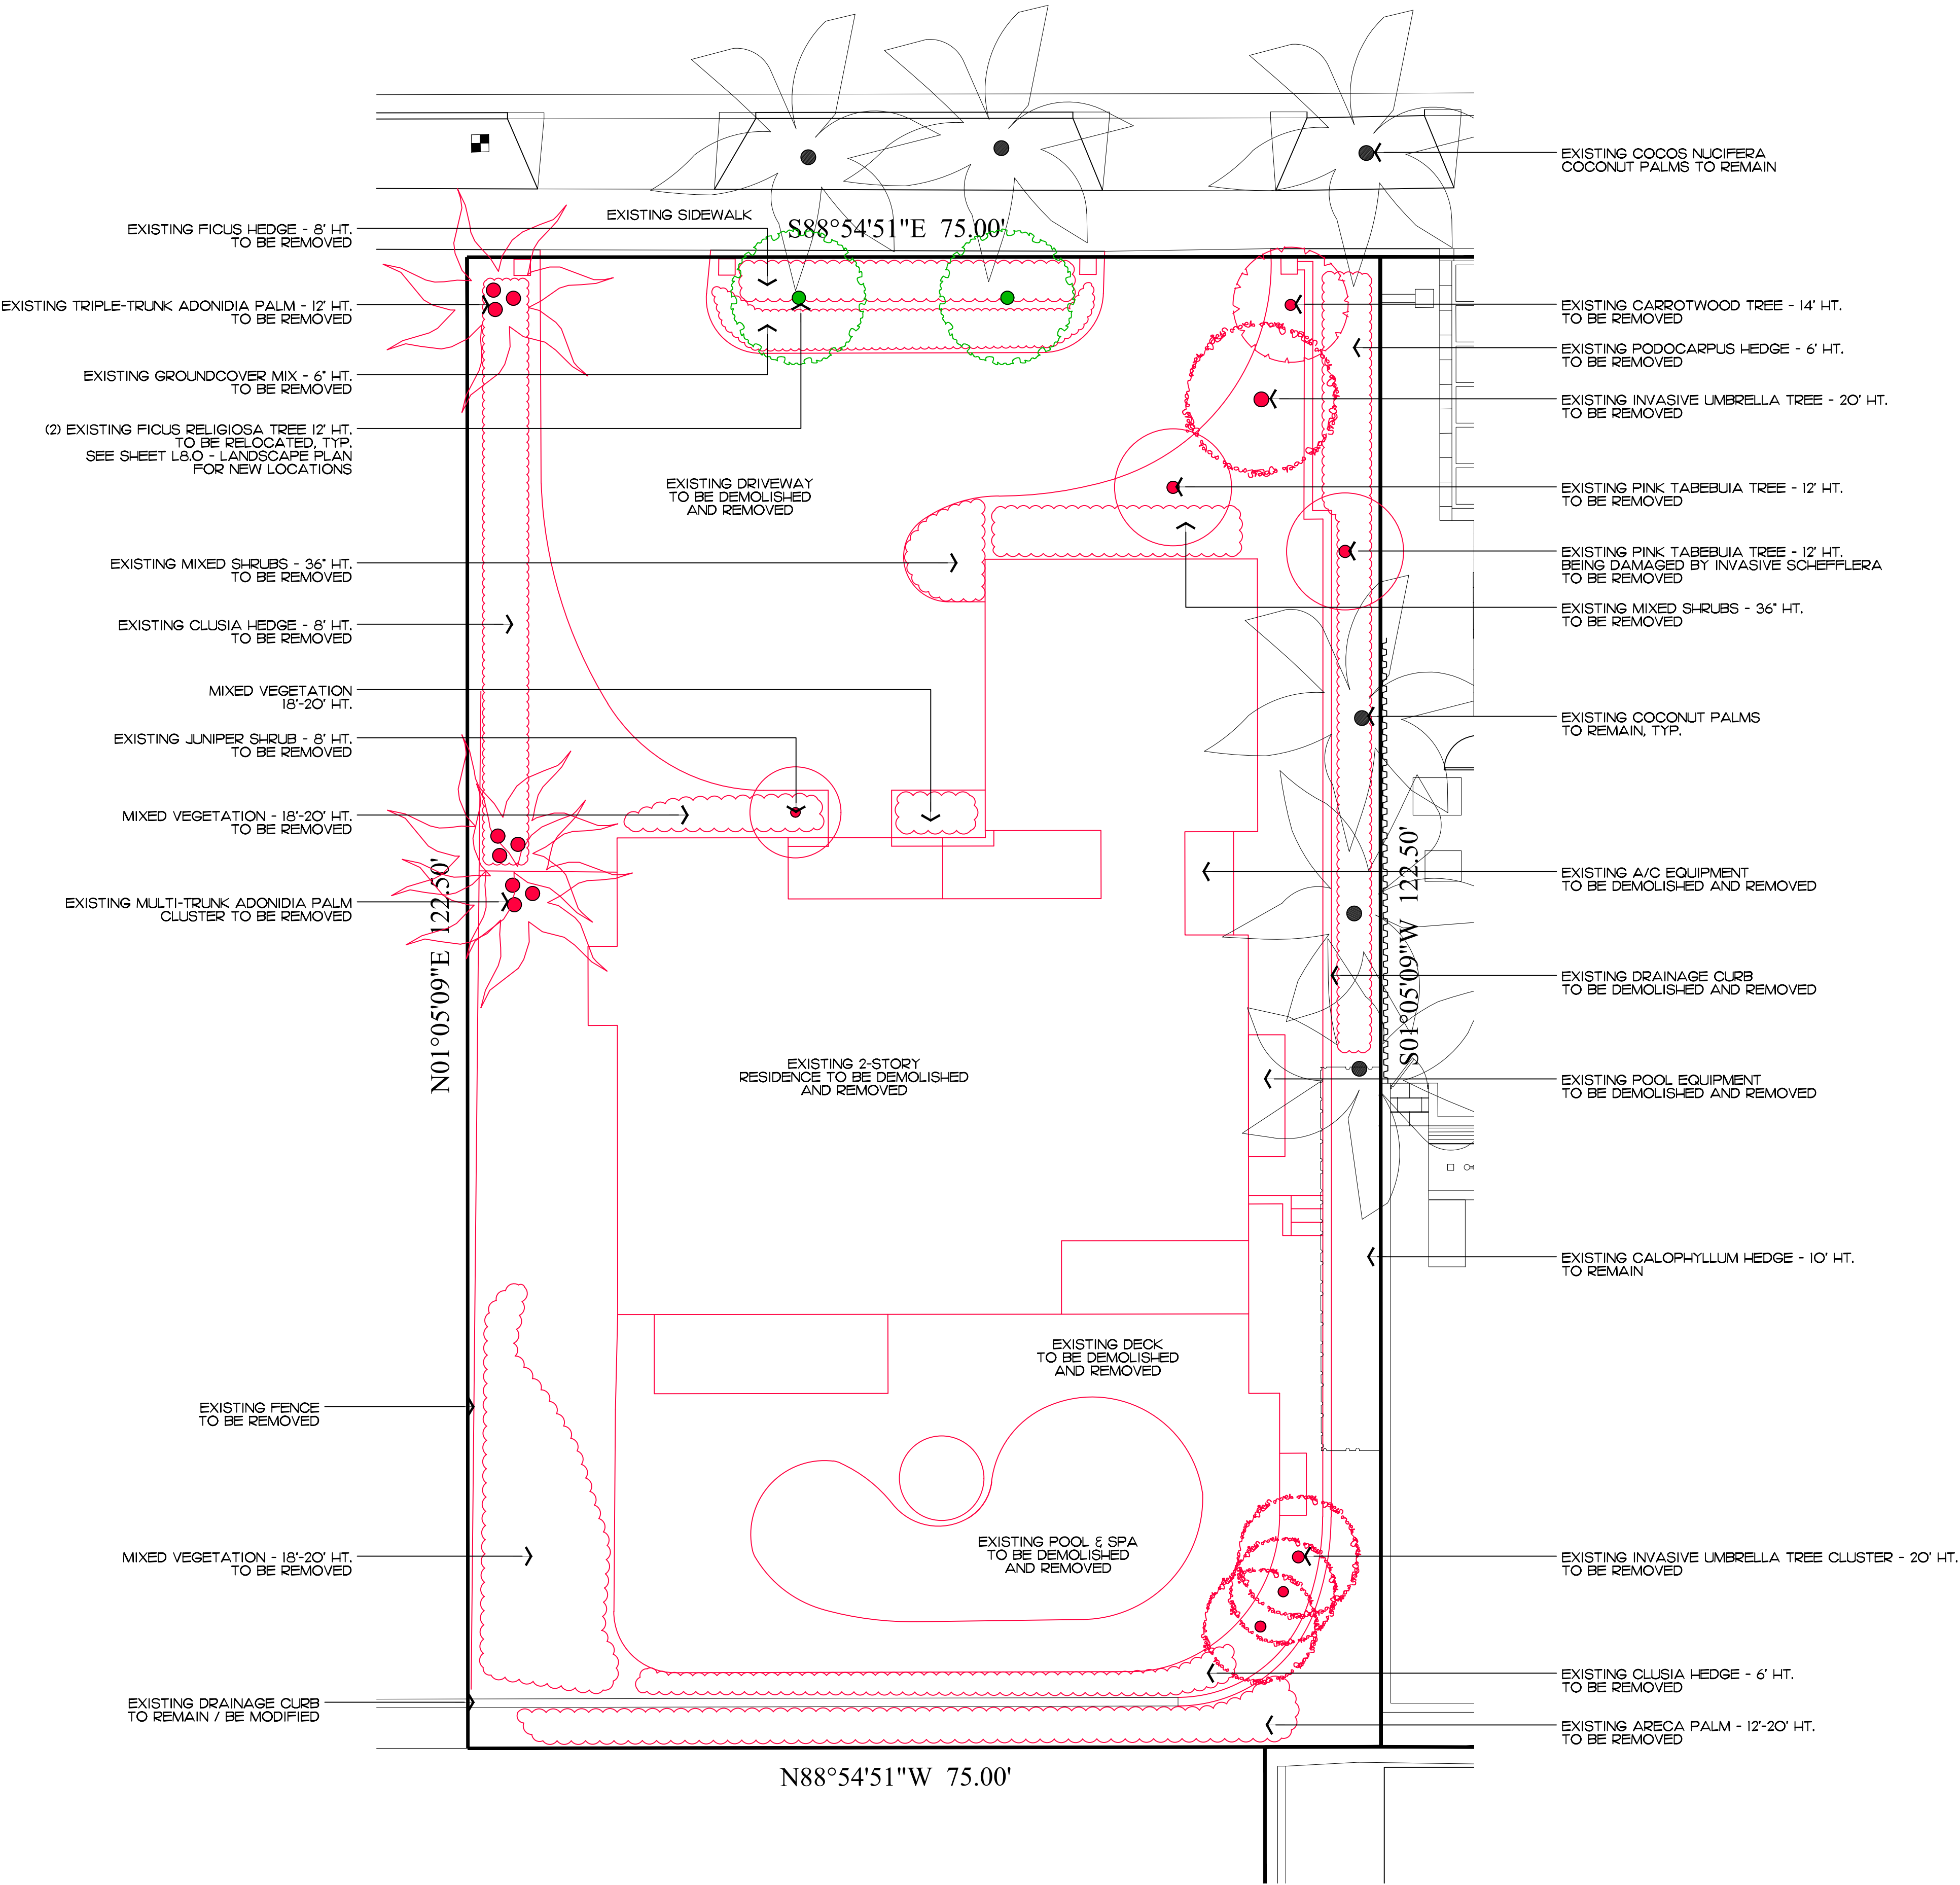 EXISTING COCOS NUCIFERA
COCONUT PALMS TO REMAIN
EXISTING SIDEWALK
S88°54'51"E 75.00'
EXISTING FICUS HEDGE - 8' HT.
TO BE REMOVED
EXISTING TRIPLE-TRUNK ADONIDIA PALM - 12' HT.
TO BE REMOVED
EXISTING GROUNDCOVER MIX - 6" HT.
TO BE REMOVED
(2) EXISTING FICUS RELIGIOSA TREE 12' HT.
TO BE RELOCATED, TYP.
SEE SHEET L8.0 - LANDSCAPE PLAN
FOR NEW LOCATIONS
EXISTING MIXED SHRUBS - 36" HT.
TO BE REMOVED
EXISTING CLUSIA HEDGE - 8' HT.
TO BE REMOVED
MIXED VEGETATION
18'-20' HT.
EXISTING JUNIPER SHRUB - 8' HT.
TO BE REMOVED
MIXED VEGETATION - 18'-20' HT.
TO BE REMOVED
EXISTING MULTI-TRUNK ADONIDIA PALM
CLUSTER TO BE REMOVED
N01°05'09"E 122.50'
EXISTING FENCE
TO BE REMOVED
MIXED VEGETATION - 18'-20' HT.
TO BE REMOVED
EXISTING DRAINAGE CURB
TO REMAIN / BE MODIFIED
EXISTING DRIVEWAY
TO BE DEMOLISHED
AND REMOVED
EXISTING 2-STORY
RESIDENCE TO BE DEMOLISHED
AND REMOVED
EXISTING DECK
TO BE DEMOLISHED
AND REMOVED
EXISTING POOL & SPA
TO BE DEMOLISHED
AND REMOVED
EXISTING CARROTWOOD TREE - 14' HT.
TO BE REMOVED
EXISTING PODOCARPUS HEDGE - 6' HT.
TO BE REMOVED
EXISTING INVASIVE UMBRELLA TREE - 20' HT.
TO BE REMOVED
EXISTING PINK TABEBUIA TREE - 12' HT.
TO BE REMOVED
EXISTING PINK TABEBUIA TREE - 12' HT.
BEING DAMAGED BY INVASIVE SCHEFFLERA
TO BE REMOVED
EXISTING MIXED SHRUBS - 36" HT.
TO BE REMOVED
EXISTING COCONUT PALMS
TO REMAIN, TYP.
EXISTING A/C EQUIPMENT
TO BE DEMOLISHED AND REMOVED
S01°05'09"W 122.50'
EXISTING DRAINAGE CURB
TO BE DEMOLISHED AND REMOVED
EXISTING POOL EQUIPMENT
TO BE DEMOLISHED AND REMOVED
EXISTING CALOPHYLLUM HEDGE - 10' HT.
TO REMAIN
EXISTING INVASIVE UMBRELLA TREE CLUSTER - 20' HT.
TO BE REMOVED
EXISTING CLUSIA HEDGE - 6' HT.
TO BE REMOVED
EXISTING ARECA PALM - 12'-20' HT.
TO BE REMOVED
N88°54'51"W 75.00'